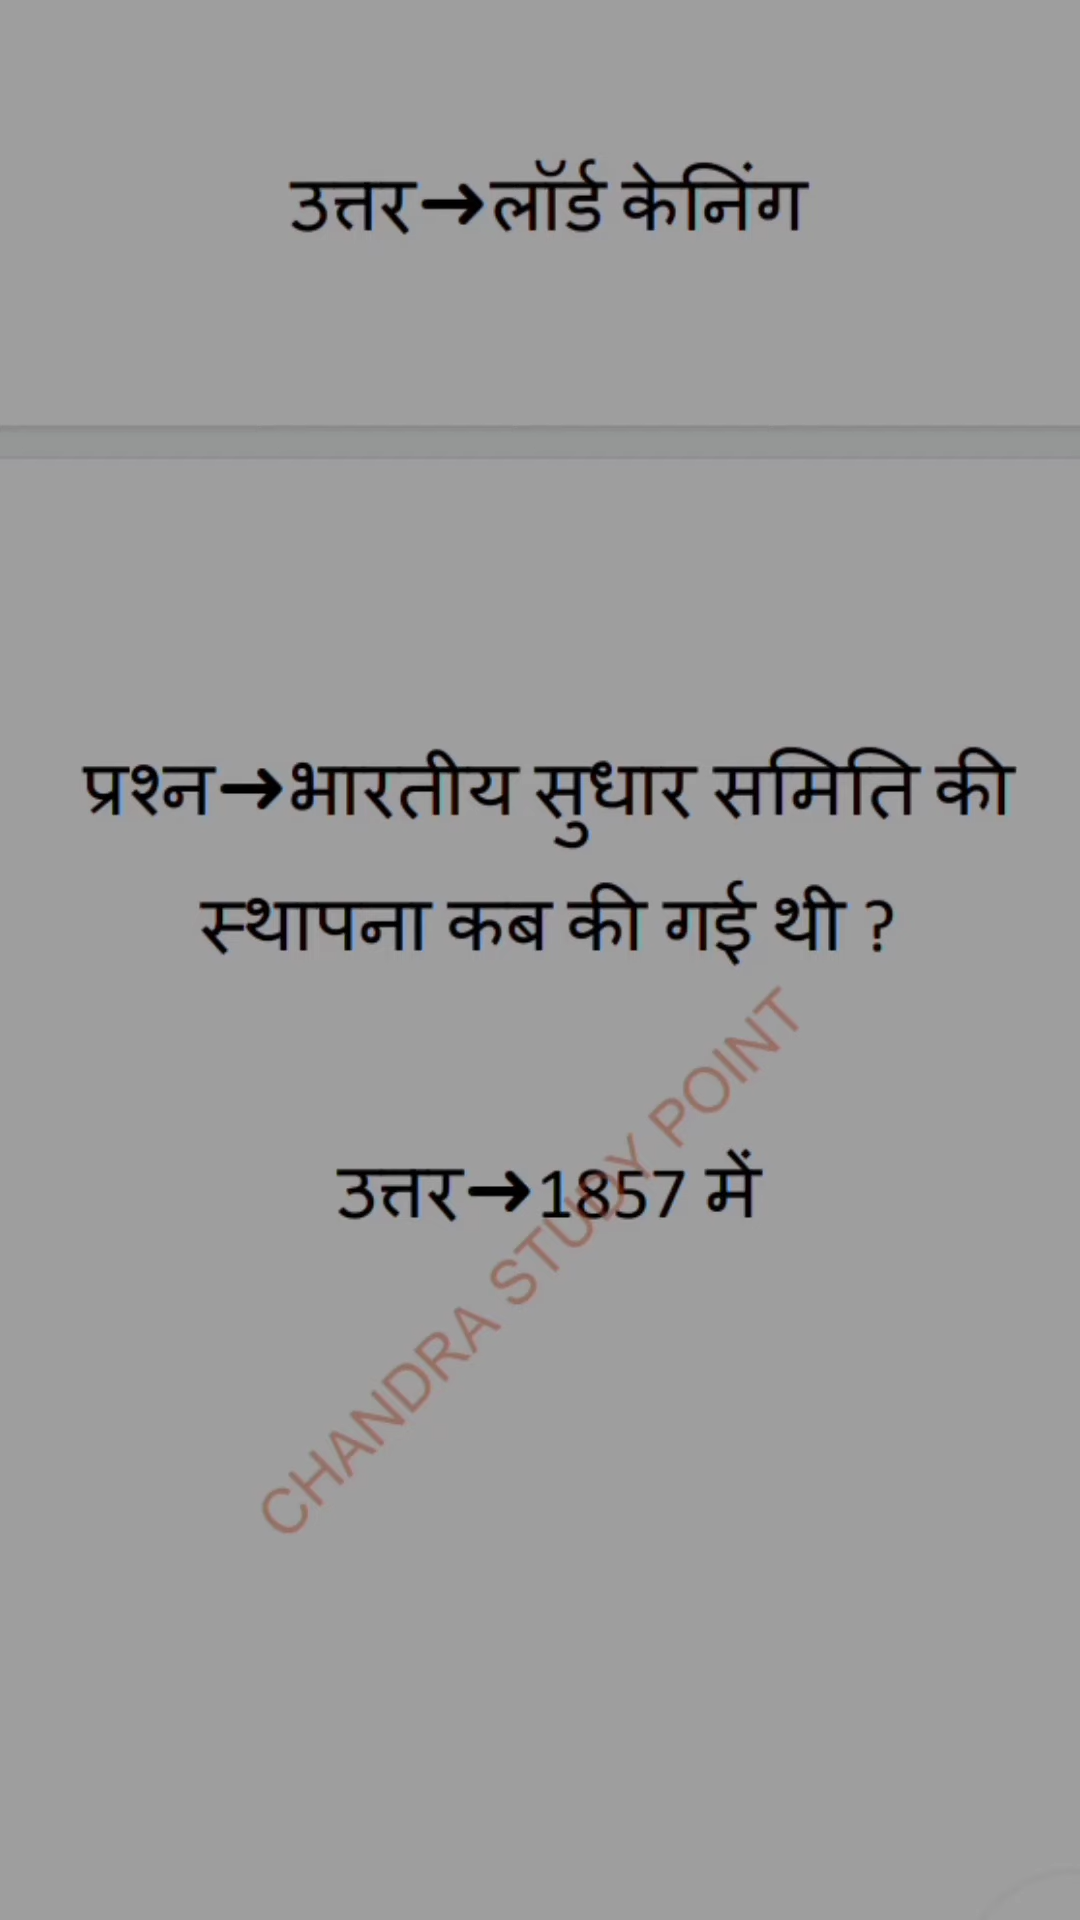 उत्तर→लॉर्ड केनिंग
प्रश्न→भारतीय सुधार समिति की
स्थापना कब की गई थी ?
उत्तर→1857 में
CHANDRA STUDY POINT